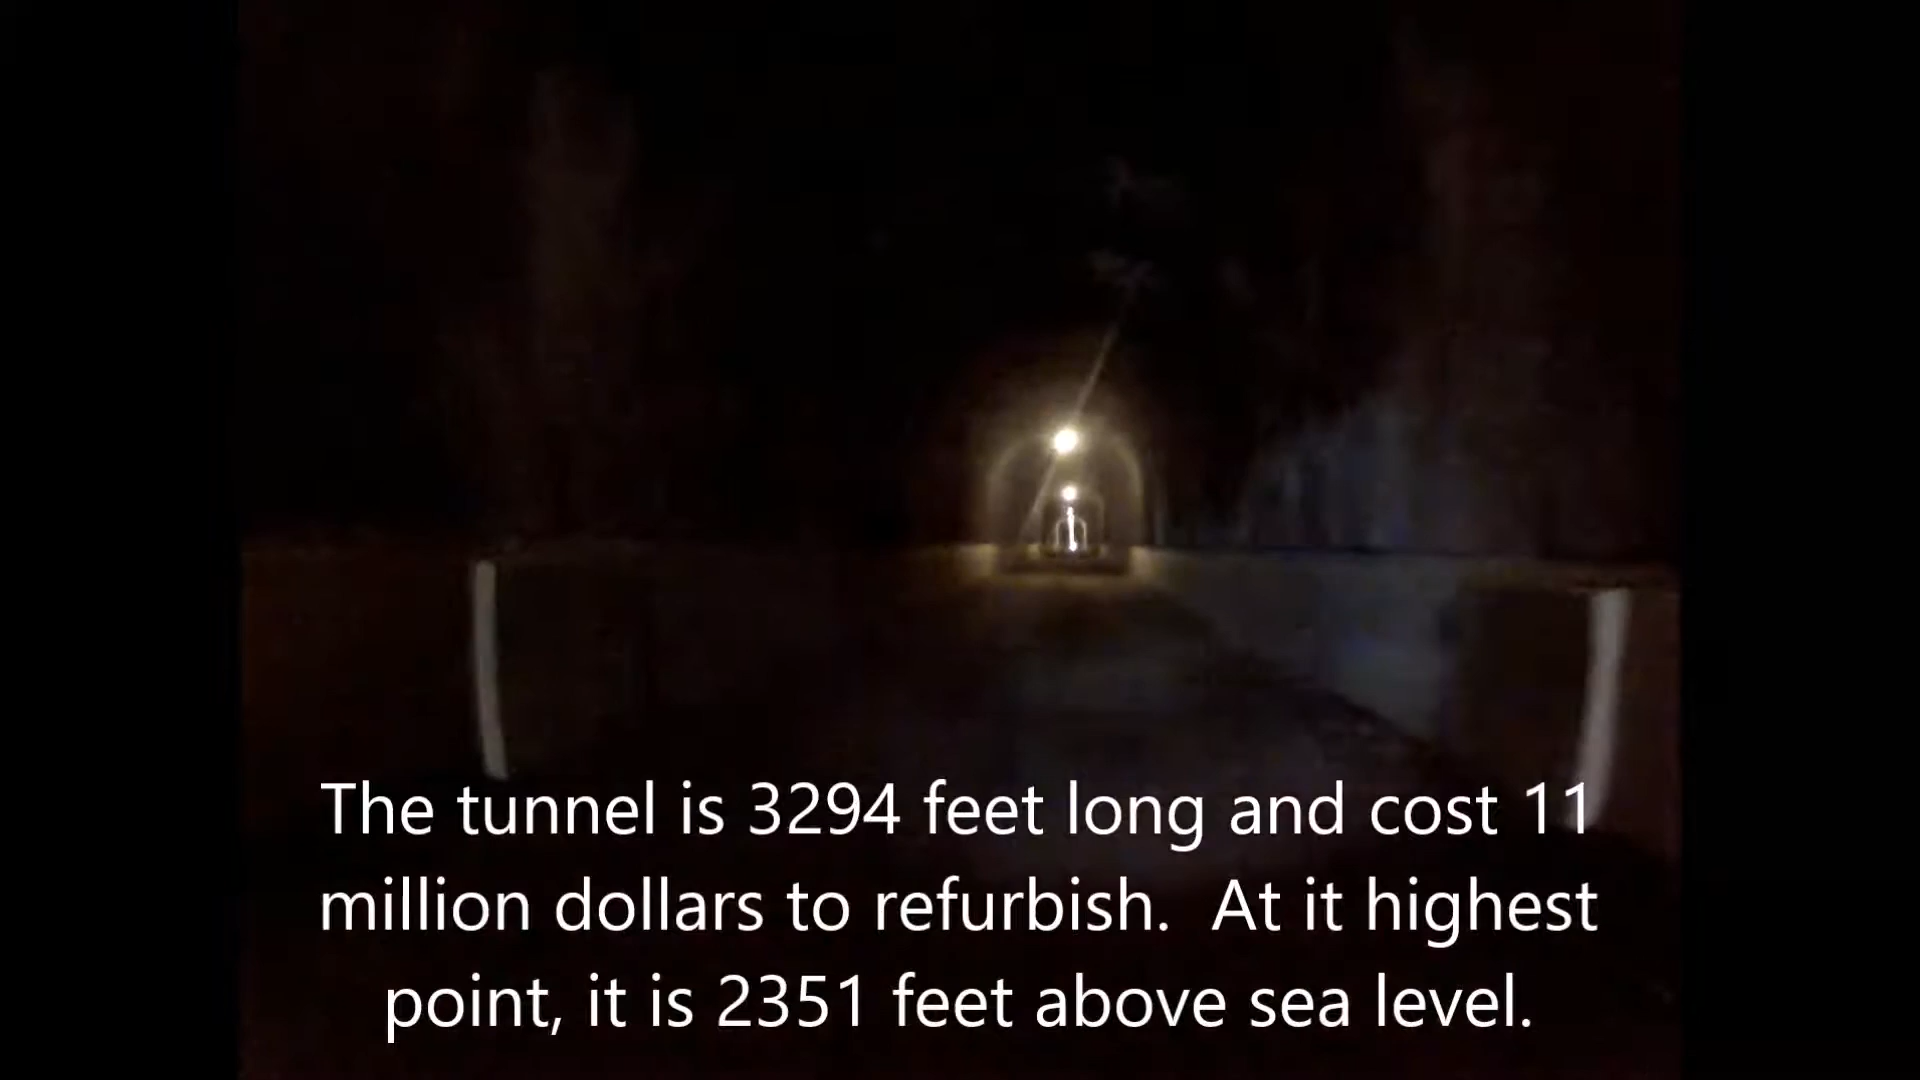 The tunnel is 3294 feet long and cost 11
million dollars to refurbish.  At it highest
point, it is 2351 feet above sea level.